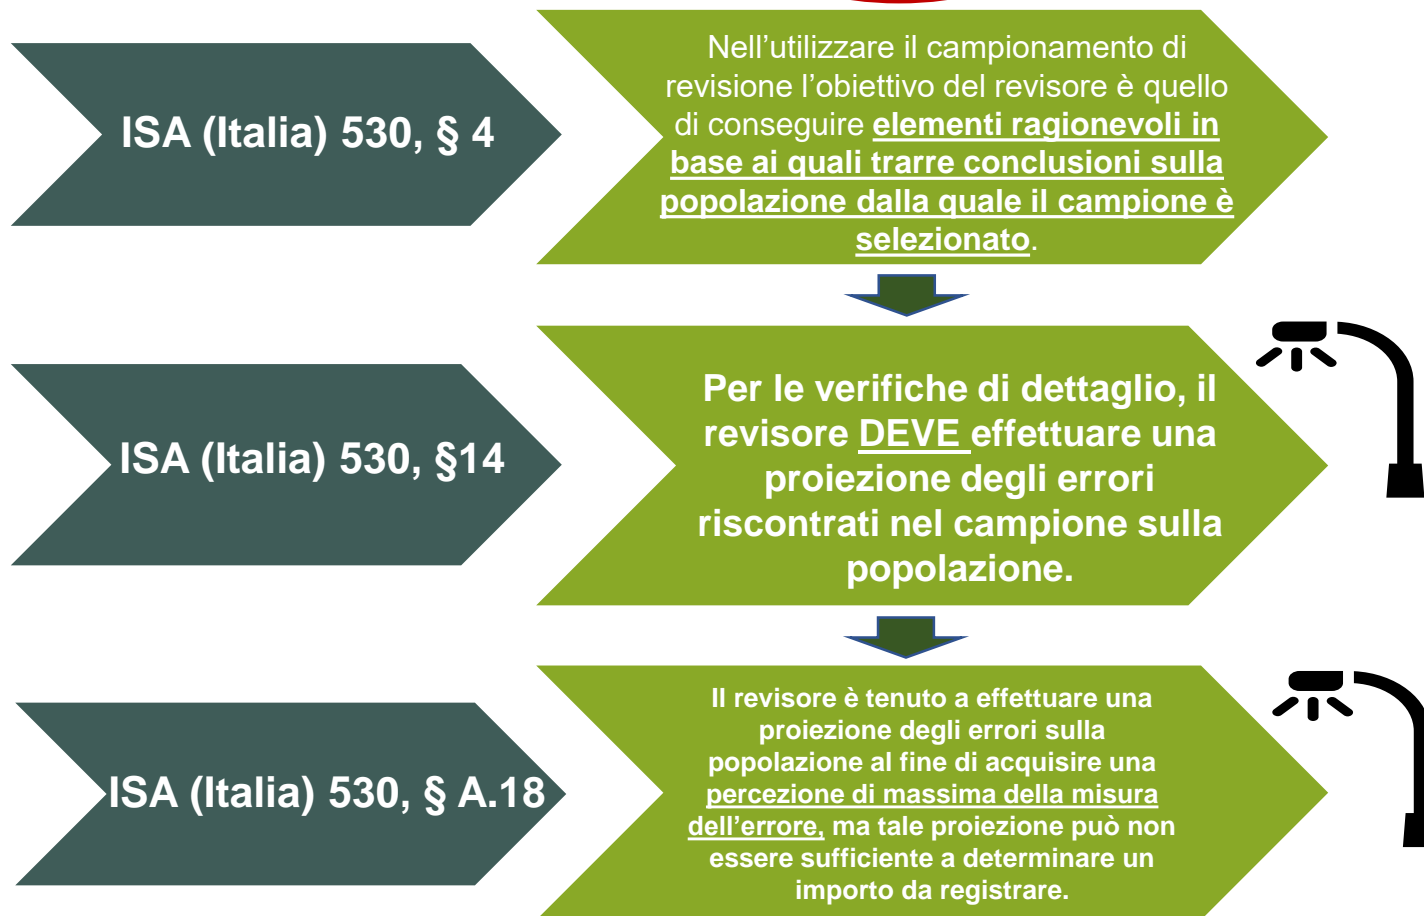 ISA (Italia) 530, § 4
Nell’utilizzare il campionamento di
revisione l’obiettivo del revisore è quello
di conseguire elementi ragionevoli in
base ai quali trarre conclusioni sulla
popolazione dalla quale il campione è
selezionato.
ISA (Italia) 530, §14
Per le verifiche di dettaglio, il
revisore DEVE effettuare una
proiezione degli errori
riscontrati nel campione sulla
popolazione.
ISA (Italia) 530, § A.18
Il revisore è tenuto a effettuare una
proiezione degli errori sulla
popolazione al fine di acquisire una
percezione di massima della misura
dell’errore, ma tale proiezione può non
essere sufficiente a determinare un
importo da registrare.